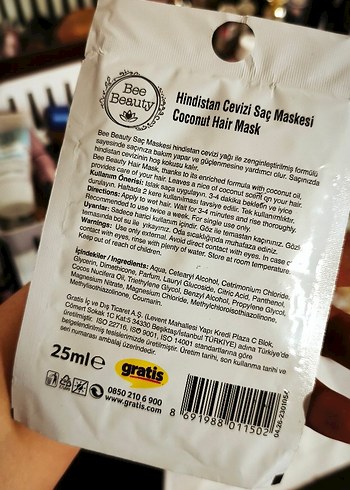 Bee
Beauty
Hindistan Cevizi Saç Maskesi
Coconut Hair Mask
Bee Beauty Saç Maskesi hindistan cevizi yağı ile zenginleştirilmiş formülü
sayesinde saçınıza bakım yapar ve güçlenmesine yardımcı olur. Saçınızda
hindistan cevizinin hoş kokusu kalır.
Bee Beauty Hair Mask, thanks to its enriched formula with coconut oil,
provides care of your hair. Leaves a nice of coconut scent on your hair.
Kullanım Önerisi: Islak saça uygulayın. 3-4 dakika bekletin ve iyice
durulayın. Haftada 2 kere kullanılması tavsiye edilir. Tek kullanımlıktır.
Directions: Apply to wet hair. Wait for 3-4 minutes and rise thoroughly.
Recommended to use twice a week. For single use only.
Uyarılar: Sadece harici kullanım içindir. Göz ile temastan kaçınınız. Gözl
temasında bol su ile yıkayınız. Oda sıcaklığında muhafaza ediniz.
Warnings: Use only external. Avoid direct contact with eyes. In case o
contact with eyes, rinse with plenty of water. Store at room temperature.
Keep out of reach of children.
İçindekiler / Ingredients: Aqua, Cetearyl Alcohol, Cetrimonium Chloride,
Glycerin, Dimethicone, Parfum, Lauryl Glucoside, Citric Acid, Panthenol,
Cocos Nucifera Oil, Triethylene Glycol, Benzyl Alcohol, Propylene Glycol,
Magnesium Nitrate, Magnesium Chloride, Methylchloroisothiazolinone,
Methylisothiazolinone, Coumarin.
Gratis İç ve Dış Ticaret A.Ş. (Levent Mahallesi Yapı Kredi Plaza C Blok,
Cömert Sokak 1C Kat:5 34330 Beşiktaş/İstanbul TÜRKİYE) adına Türkiye'de
üretilmiştir. ISO 22716, ISO 9001, ISO 14001 standartlarına göre
belgelendirilmiş tesislerimizde üretilmiştir. Üretim tarihi, son kullanma tarihi ve
seri numarası ambalaj üzerindedir.
25ml e
gratis
0850 210 6 900
www.gratis.com
8 691988 011502